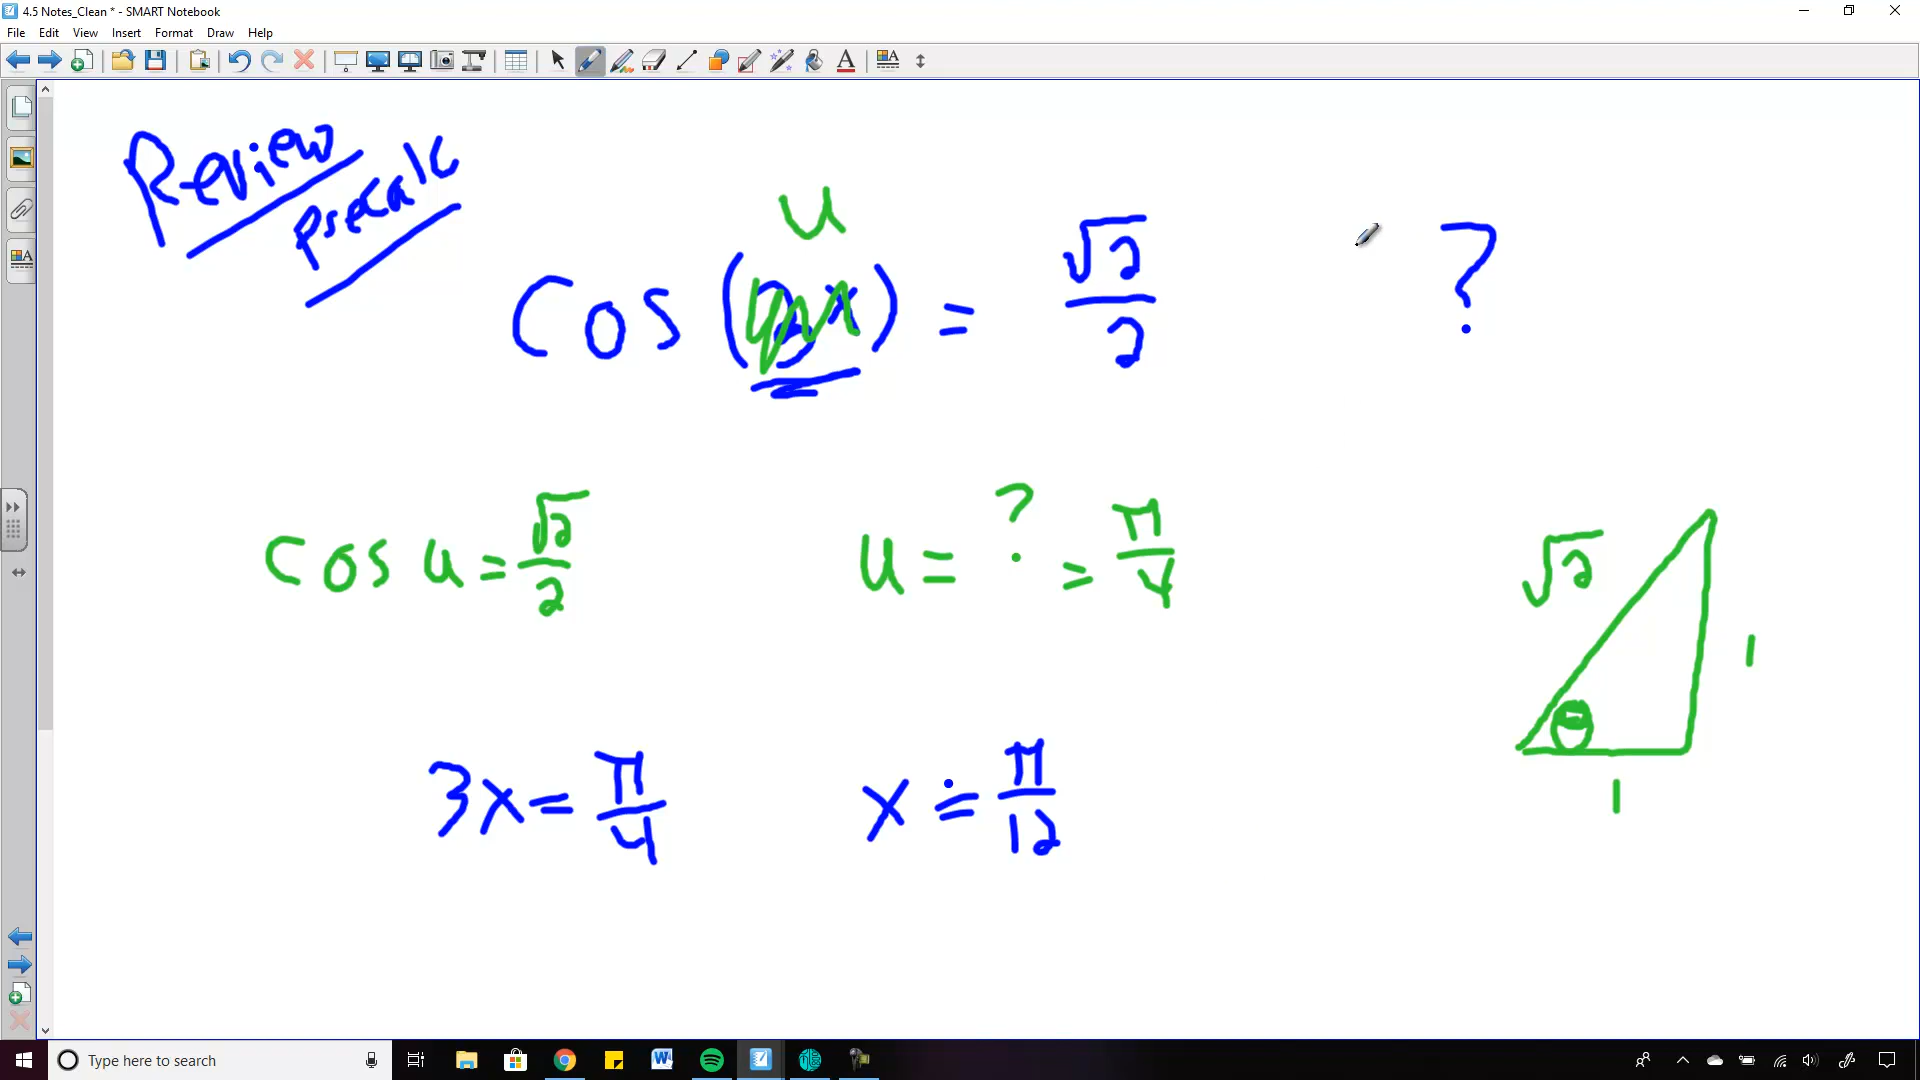 4.5 Notes_Clean * - SMART Notebook
File Edit View Insert Format Draw Help
Review
precalc
u
cos (3x) = √2/2 ?
cos u = √2/2 u = ? = π/4
√2
1
θ
1
3x = π/4 x = π/12
Type here to search